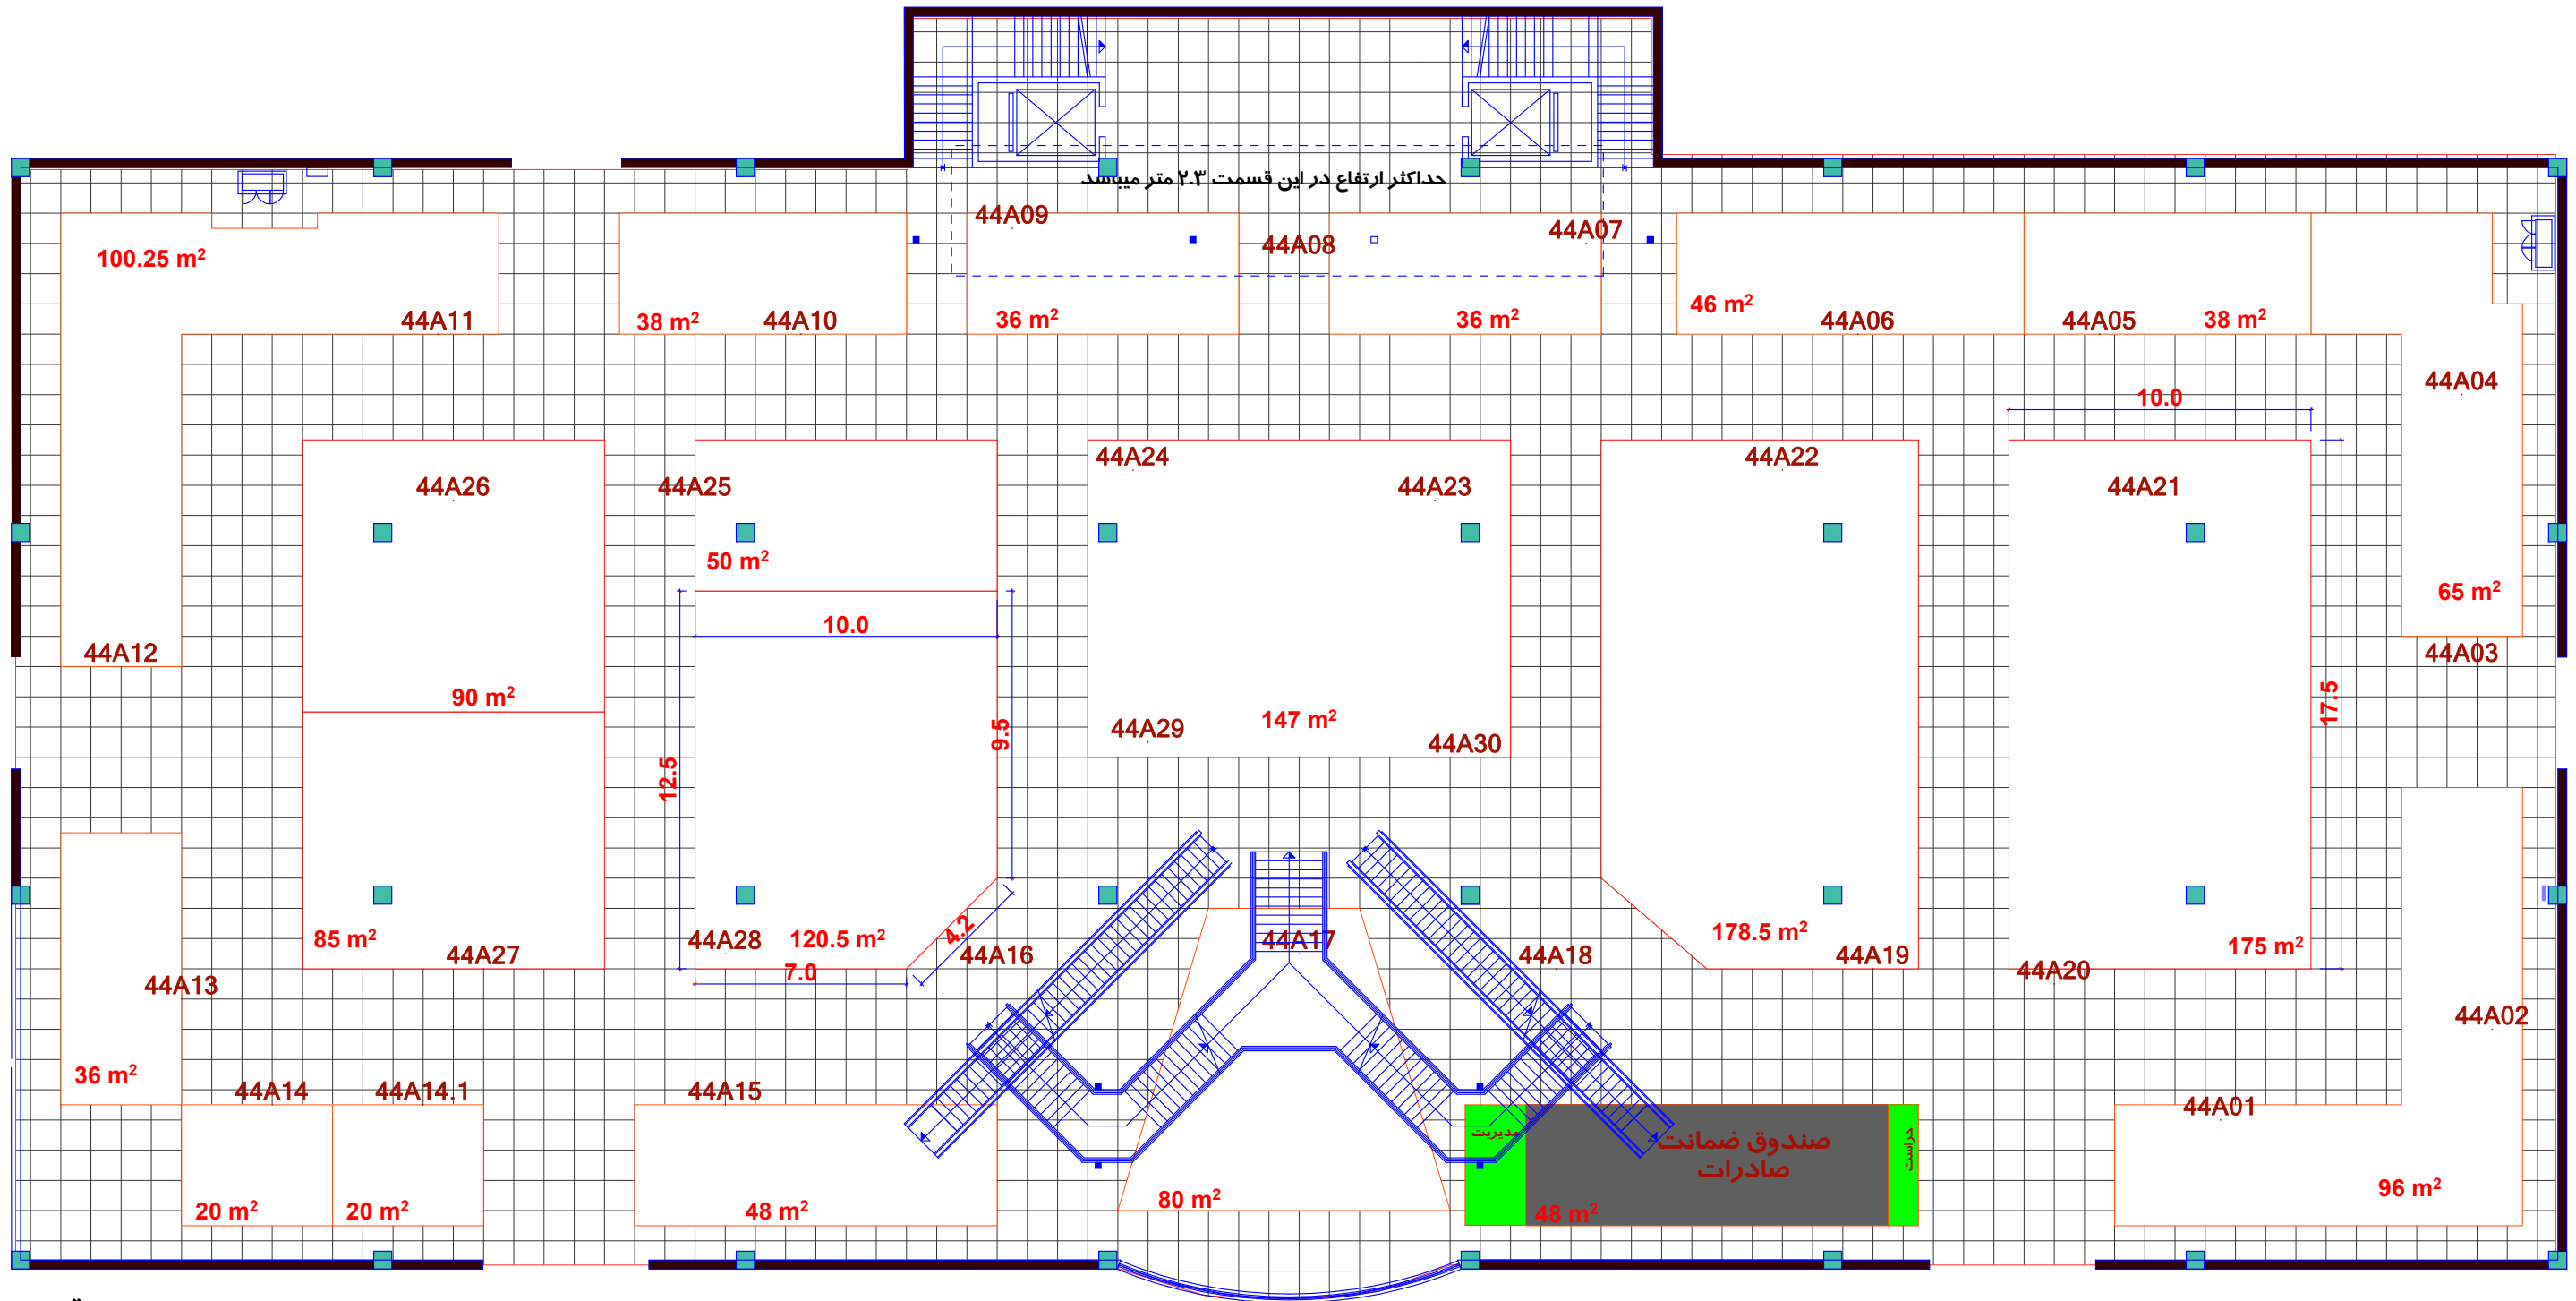 حداکثر ارتفاع در این قسمت ۲.۳ متر میباشد
44A09
44A07
44A08
100.25 m²
46 m²
44A11
38 m²
44A10
36 m²
36 m²
44A06
44A05
38 m²
44A04
10.0
44A24
44A22
44A26
44A25
44A23
44A21
50 m²
65 m²
10.0
44A12
44A03
90 m²
17.5
147 m²
44A29
9.5
44A30
12.5
85 m²
44A27
44A28
120.5 m²
4.2
44A16
44A17
44A18
178.5 m²
44A19
175 m²
44A20
7.0
44A13
44A02
36 m²
44A14
44A14.1
44A15
44A01
مدیریت
صندوق ضمانت
صادرات
حراست
20 m²
20 m²
48 m²
80 m²
48 m²
96 m²